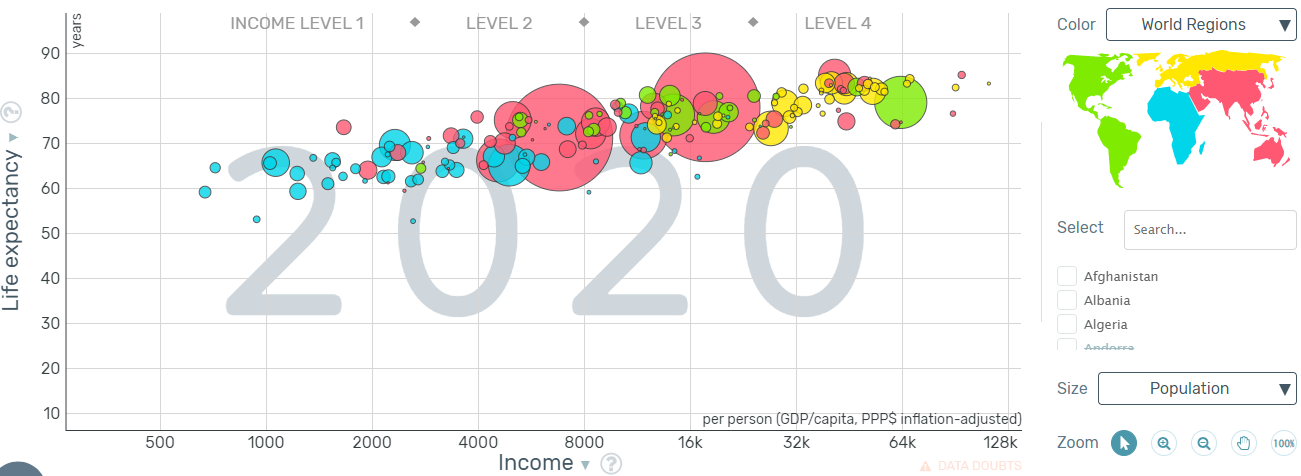 INCOME LEVEL 1 ◆ LEVEL 2 ◆ LEVEL 3 ◆ LEVEL 4
years
Life expectancy ▼ ?
90
80
70
60
50
40
30
20
10
2020
per person (GDP/capita, PPP$ inflation-adjusted)
500 1000 2000 4000 8000 16k 32k 64k 128k
Income ▼ ?
DATA DOUBTS
Color World Regions ▼
Select Search...
Afghanistan
Albania
Algeria
Andorra
Size Population ▼
Zoom 100%